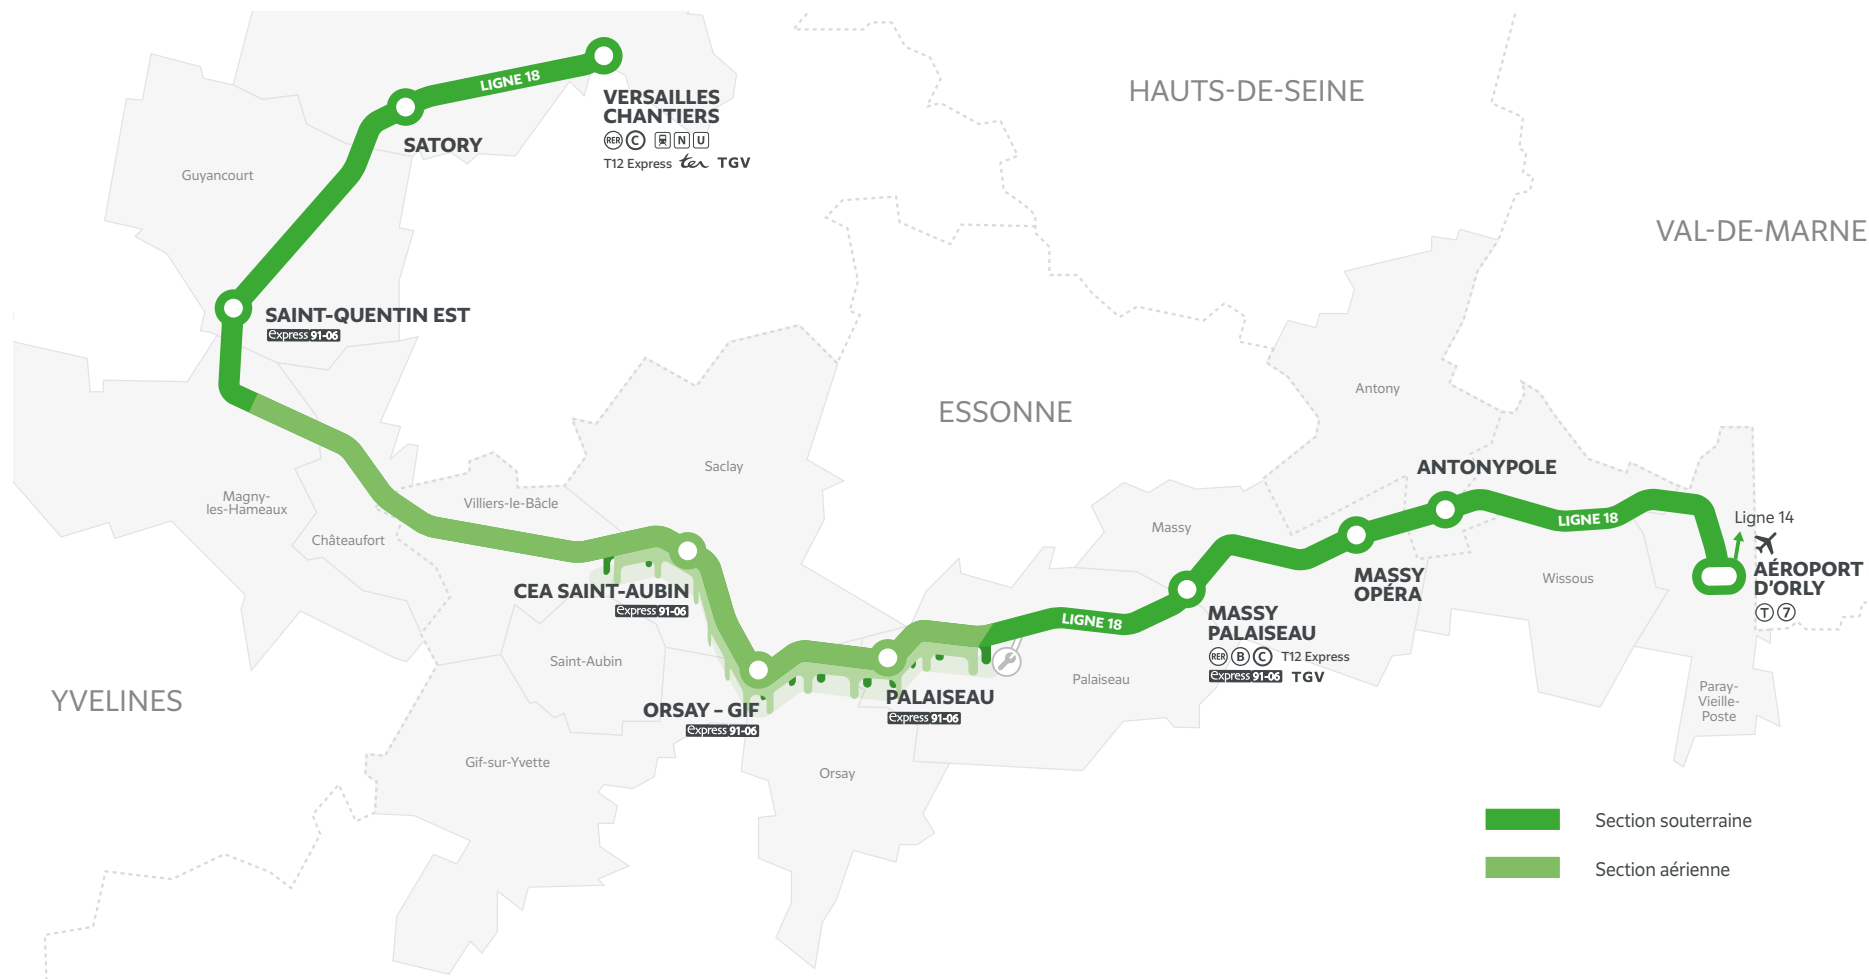 HAUTS-DE-SEINE
LIGNE 18
VERSAILLES
CHANTIERS
RER C N U
T12 Express ter TGV
SATORY
Guyancourt
VAL-DE-MARNE
SAINT-QUENTIN EST
express 91-06
Antony
ESSONNE
Saclay
ANTONYPOLE
Magny-
les-Hameaux
Villiers-le-Bâcle
Châteaufort
Massy
LIGNE 18
Ligne 14
AÉROPORT
D'ORLY
T 7
MASSY
OPÉRA
Wissous
CEA SAINT-AUBIN
express 91-06
LIGNE 18
MASSY
PALAISEAU
RER B C T12 Express
express 91-06 TGV
Saint-Aubin
Palaiseau
YVELINES
ORSAY – GIF
express 91-06
PALAISEAU
express 91-06
Paray-
Vieille-
Poste
Gif-sur-Yvette
Orsay
Section souterraine
Section aérienne